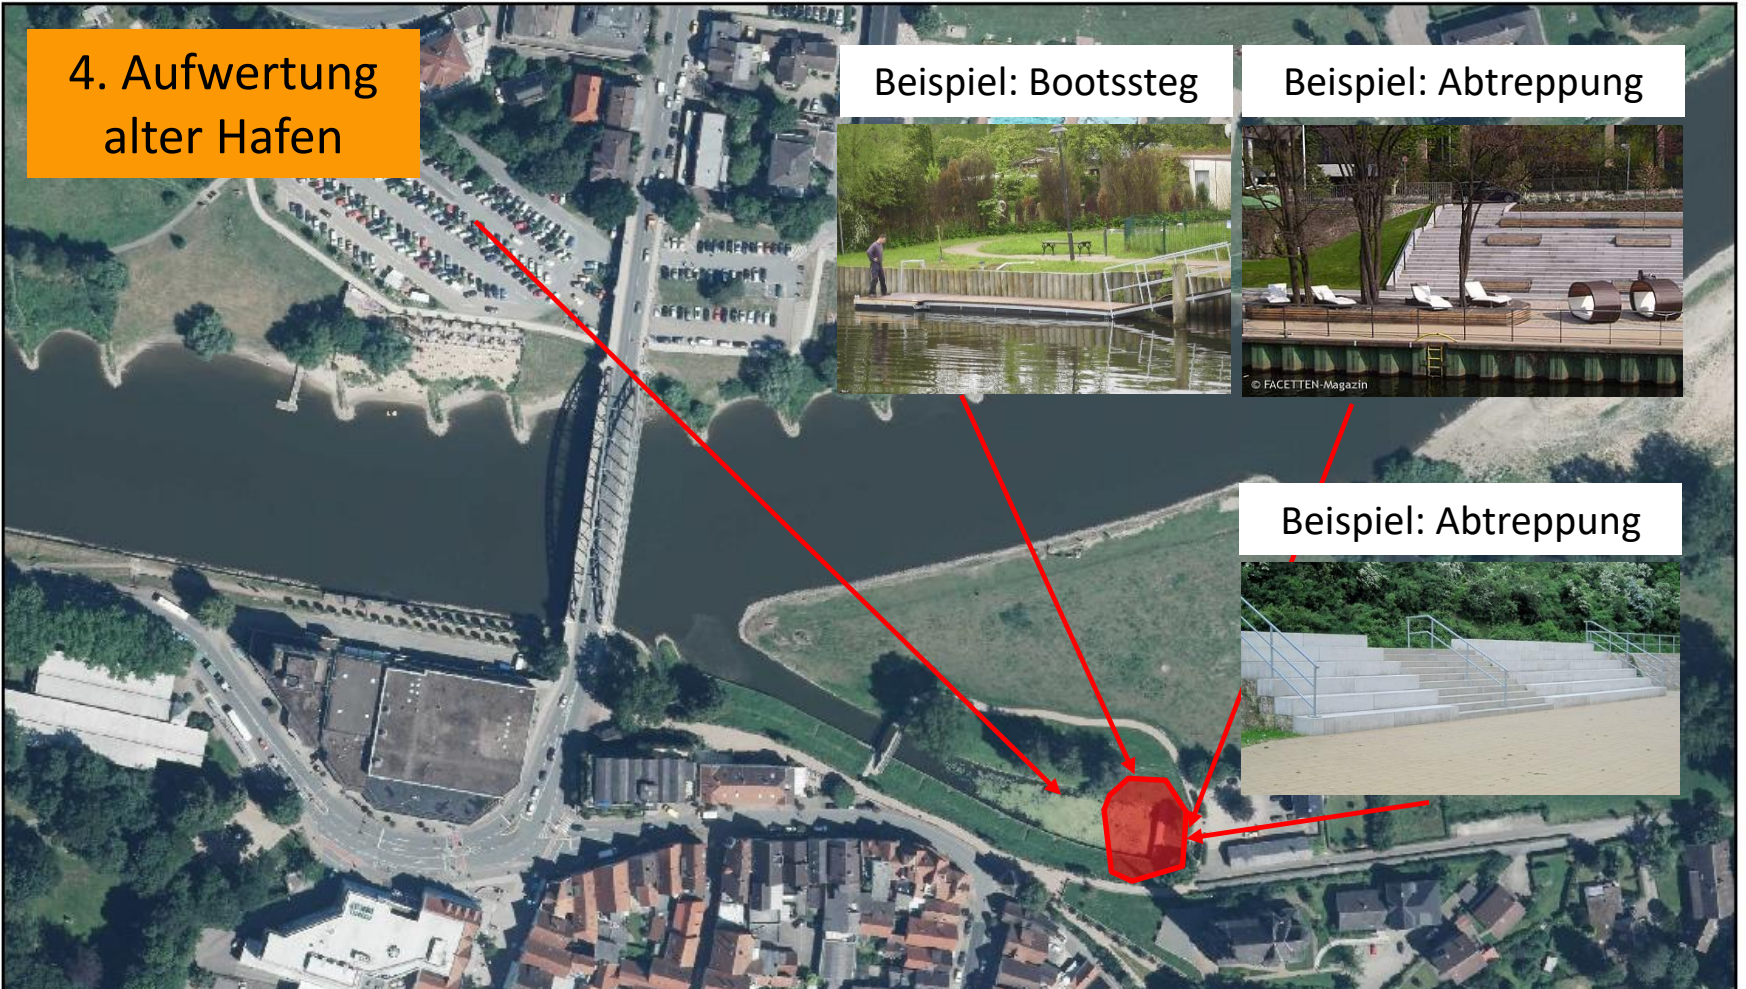 4. Aufwertung
alter Hafen
Beispiel: Bootssteg
Beispiel: Abtreppung
© FACETTEN-Magazin
Beispiel: Abtreppung